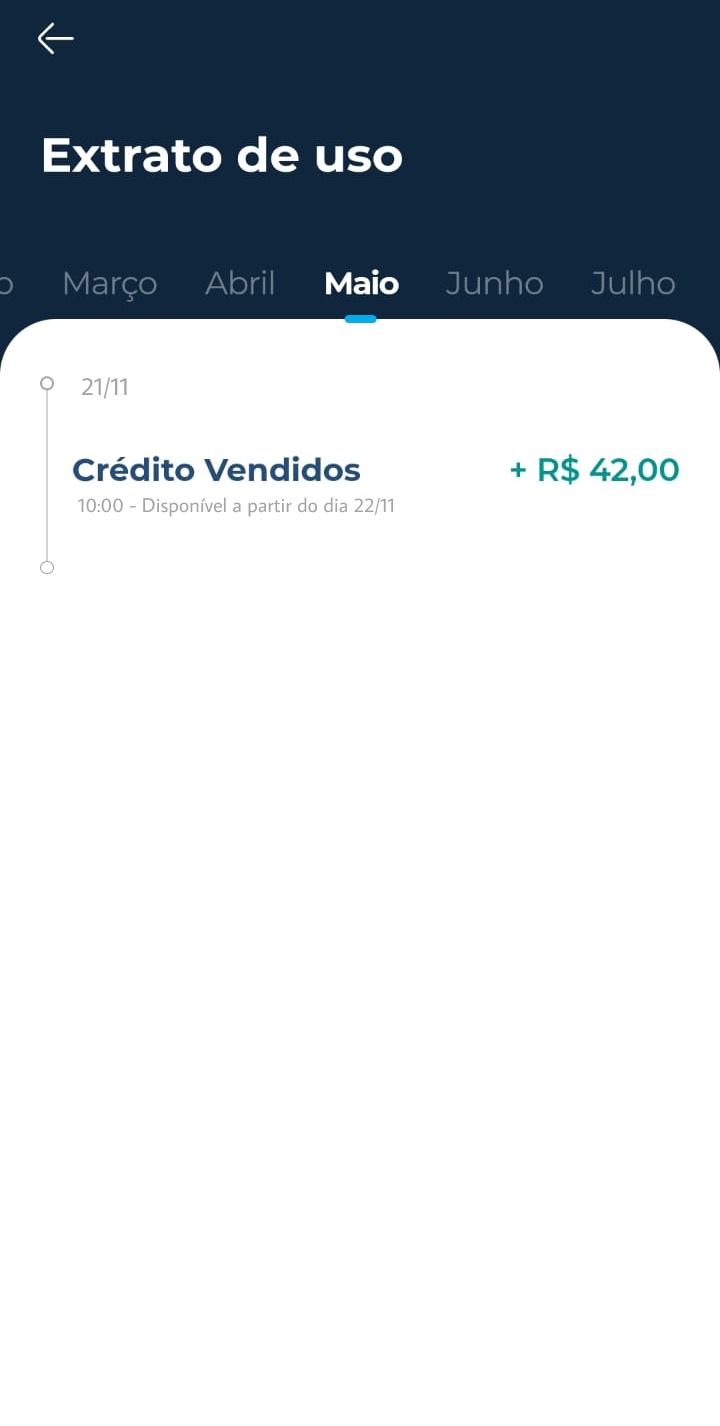 Extrato de uso
o Março Abril Maio Junho Julho
21/11
Crédito Vendidos + R$ 42,00
10:00 - Disponível a partir do dia 22/11